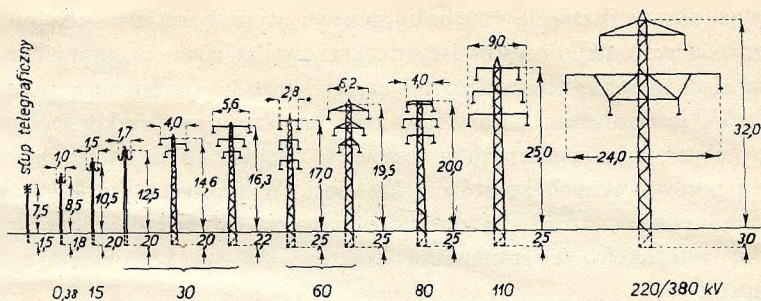 słup telegraficzny
1,0 1,5 1,7 4,0 5,6 2,8 6,2 4,0 9,0 24,0
7,5 8,5 10,5 12,5 14,6 16,3 17,0 19,5 20,0 25,0 32,0
1,5 1,8 2,0 2,0 2,0 2,2 2,5 2,5 2,5 2,5 3,0
0,38 15 30 60 80 110 220/380 kV